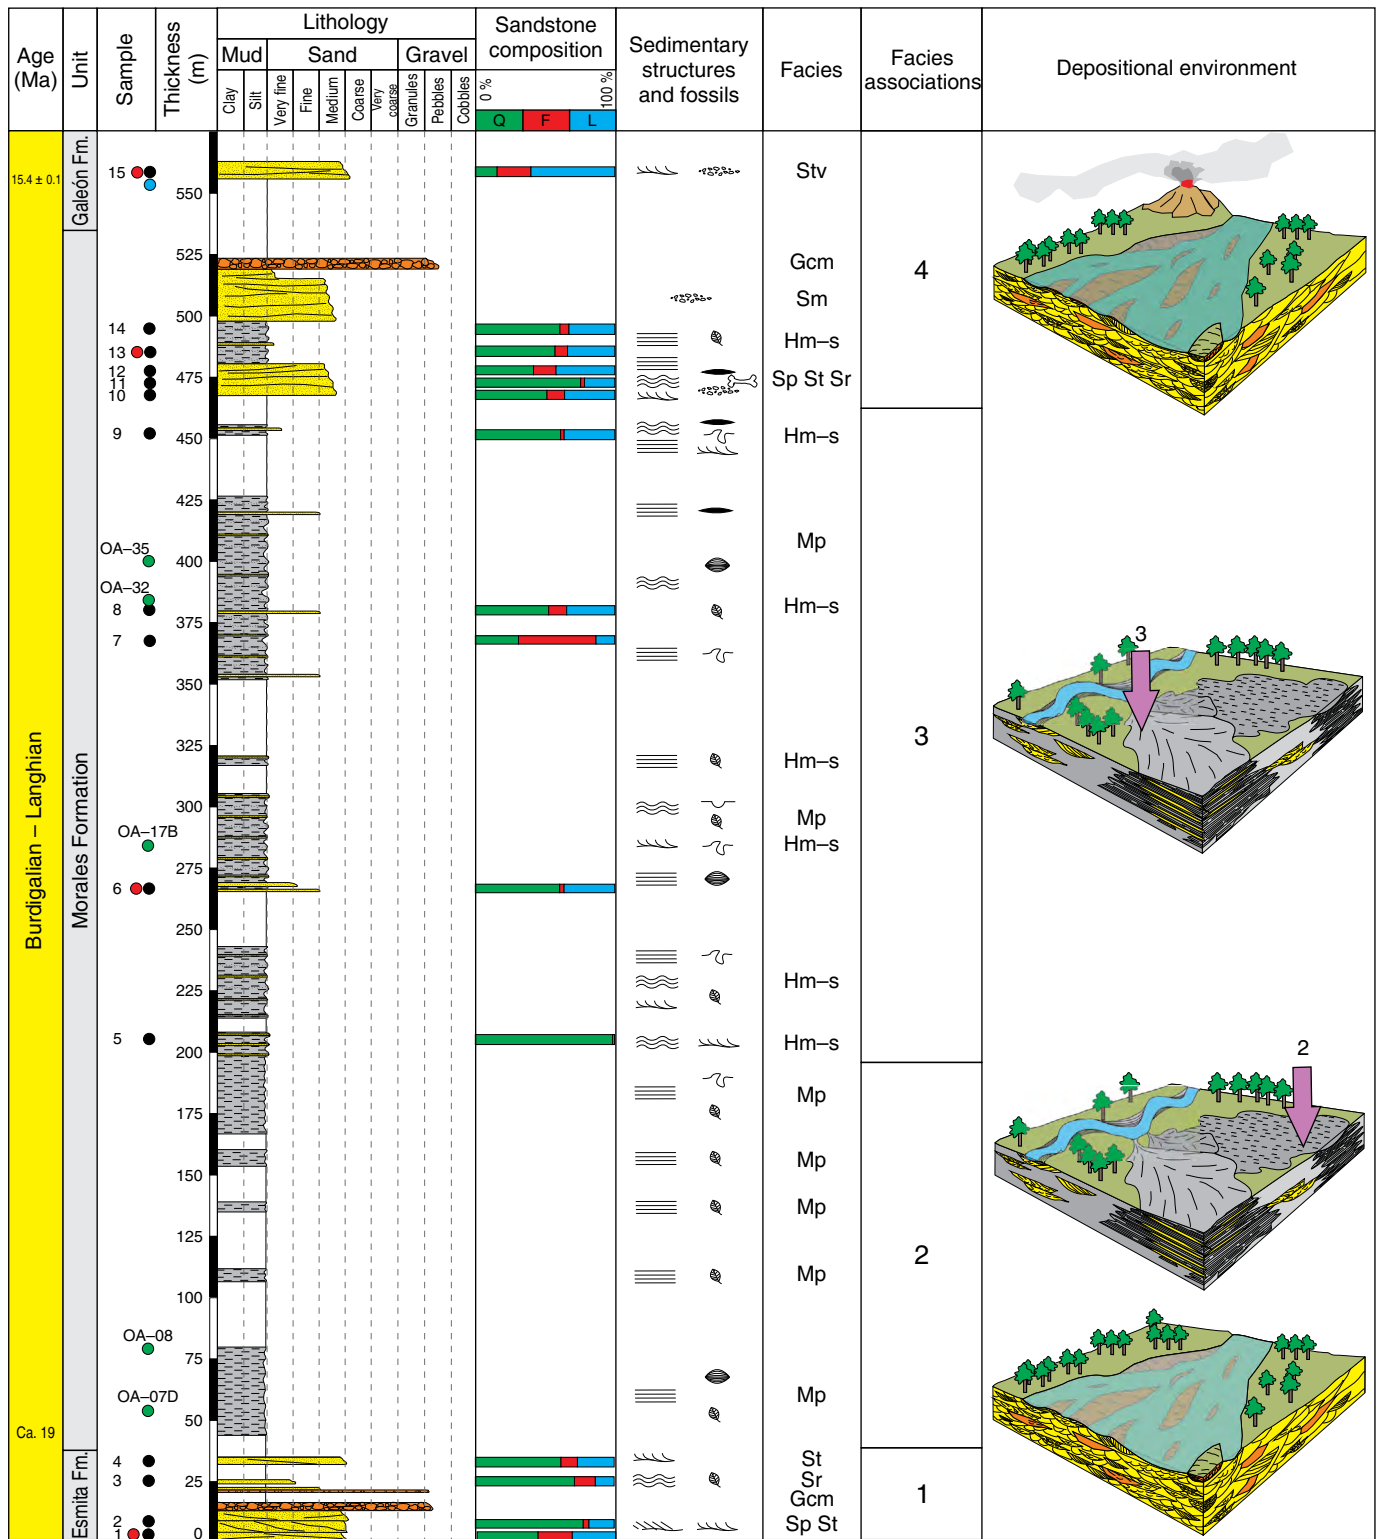 Age
(Ma)
Unit
Sample
Thickness
(m)
Lithology
Mud
Sand
Gravel
Clay
Silt
Very fine
Fine
Medium
Coarse
Very
coarse
Granules
Pebbles
Cobbles
Sandstone
composition
0 %
100 %
Q F L
Sedimentary
structures
and fossils
Facies
Facies
associations
Depositional environment
15.4 ± 0.1
Burdigalian – Langhian
Ca. 19
Galeón Fm.
Morales Formation
Esmita Fm.
15
14
13
12
11
10
9
OA–35
OA–32
8
7
OA–17B
6
5
OA–08
OA–07D
4
3
2
1
550
525
500
475
450
425
400
375
350
325
300
275
250
225
200
175
150
125
100
75
50
25
0
Stv
Gcm
Sm
Hm–s
Sp St Sr
Hm–s
Mp
Hm–s
Hm–s
Mp
Hm–s
Hm–s
Hm–s
Mp
Mp
Mp
Mp
Mp
St
Sr
Gcm
Sp St
4
3
2
1
3
2